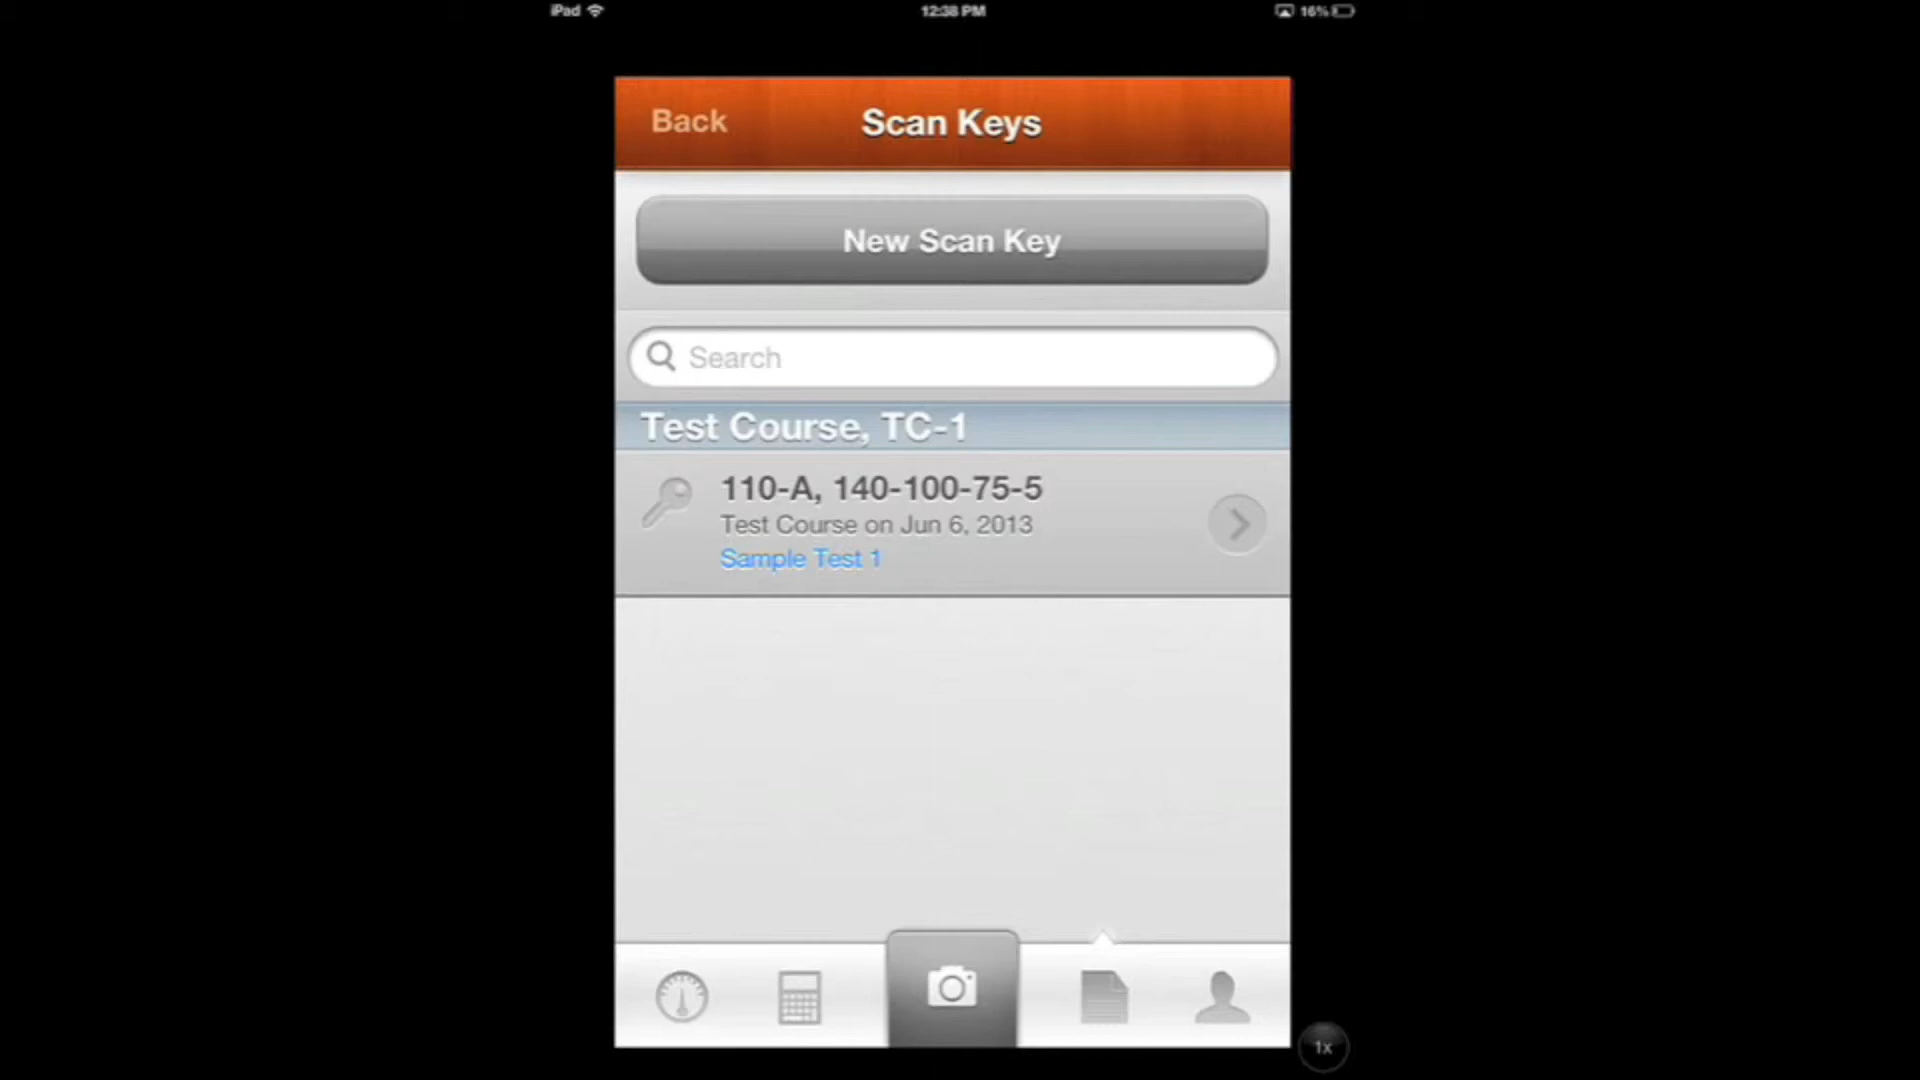 iPad 12:38 PM 16%
Back Scan Keys
New Scan Key
Search
Test Course, TC-1
110-A, 140-100-75-5
Test Course on Jun 6, 2013
Sample Test 1
1x